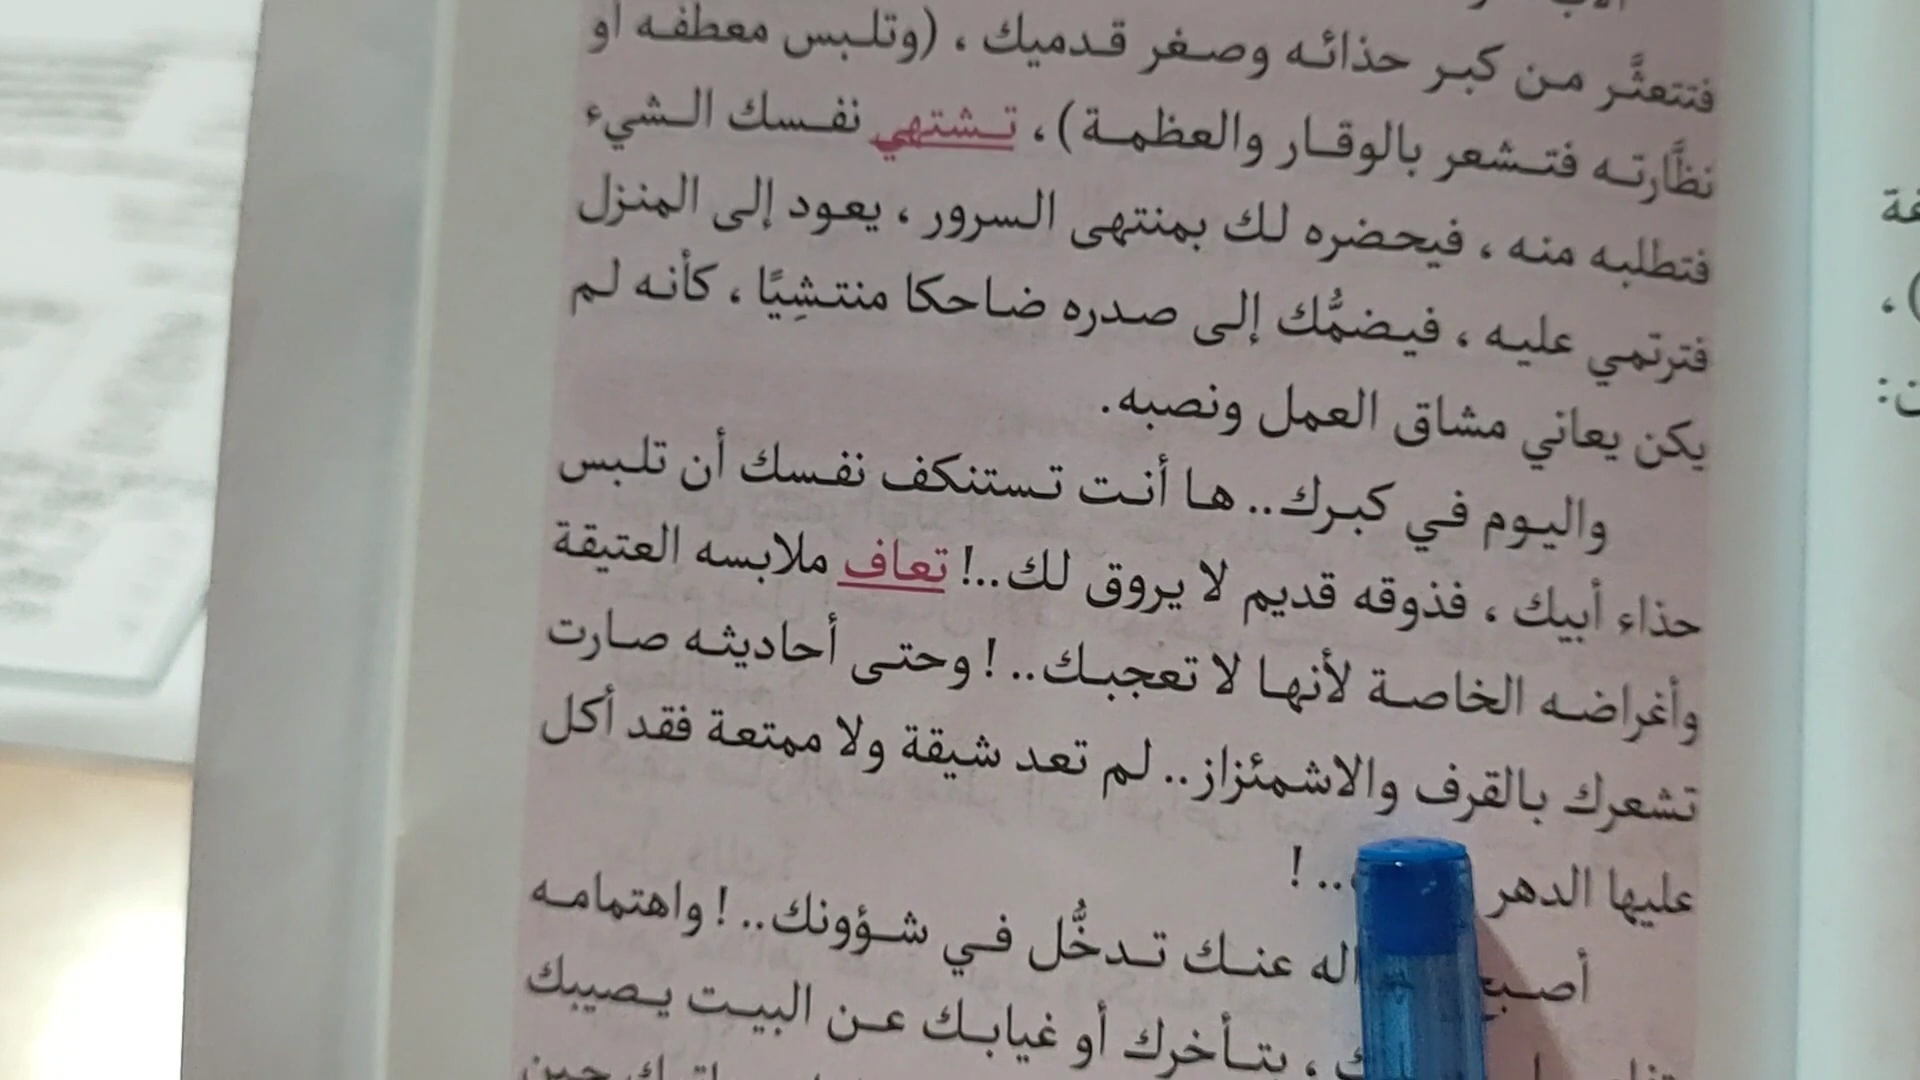 فتتعثَّر من كبر حذائه وصغر قدميك ، (وتلبس معطفه أو
نظَّارته فتشعر بالوقار والعظمة) ، تشتهي نفسك الشيء
فتطلبه منه ، فيحضره لك بمنتهى السرور ، يعود إلى المنزل
فترتمي عليه ، فيضمُّك إلى صدره ضاحكا منتشِيًا ، كأنه لم
يكن يعاني مشاق العمل ونصبه.
واليوم في كبرك.. ها أنت تستنكف نفسك أن تلبس
حذاء أبيك ، فذوقه قديم لا يروق لك..! تعاف ملابسه العتيقة
وأغراضه الخاصة لأنها لا تعجبك..! وحتى أحاديثه صارت
تشعرك بالقرف والاشمئزاز.. لم تعد شيقة ولا ممتعة فقد أكل
عليها الدهر ..!
عنك تدخُّل في شؤونك..! واهتمامه
، بتأخرك أو غيابك عن البيت يصيبك